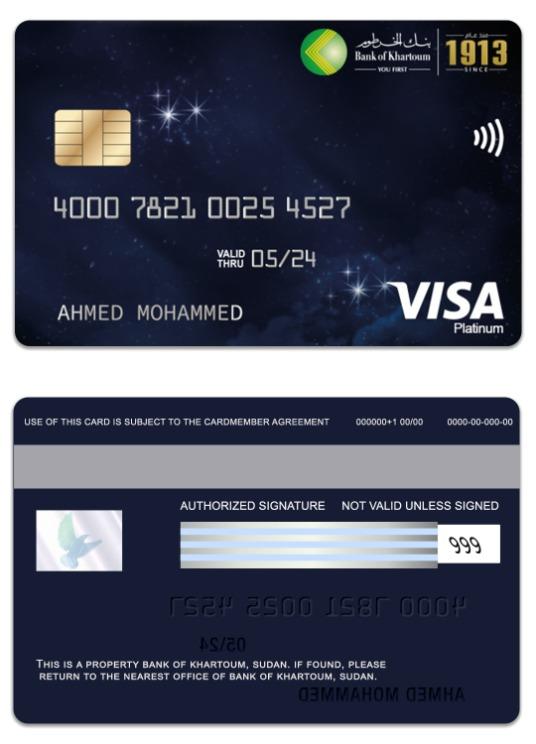 بنك الخرطوم
Bank of Khartoum
YOU FIRST
منذ عام
1913
SINCE
4000 7821 0025 4527
VALID THRU 05/24
AHMED MOHAMMED
VISA
Platinum
USE OF THIS CARD IS SUBJECT TO THE CARDMEMBER AGREEMENT 000000+1 00/00 0000-00-000-00
AUTHORIZED SIGNATURE NOT VALID UNLESS SIGNED
999
4000 7821 0025 4527
05/24
THIS IS A PROPERTY BANK OF KHARTOUM, SUDAN. IF FOUND, PLEASE
RETURN TO THE NEAREST OFFICE OF BANK OF KHARTOUM, SUDAN.
AHMED MOHAMMED